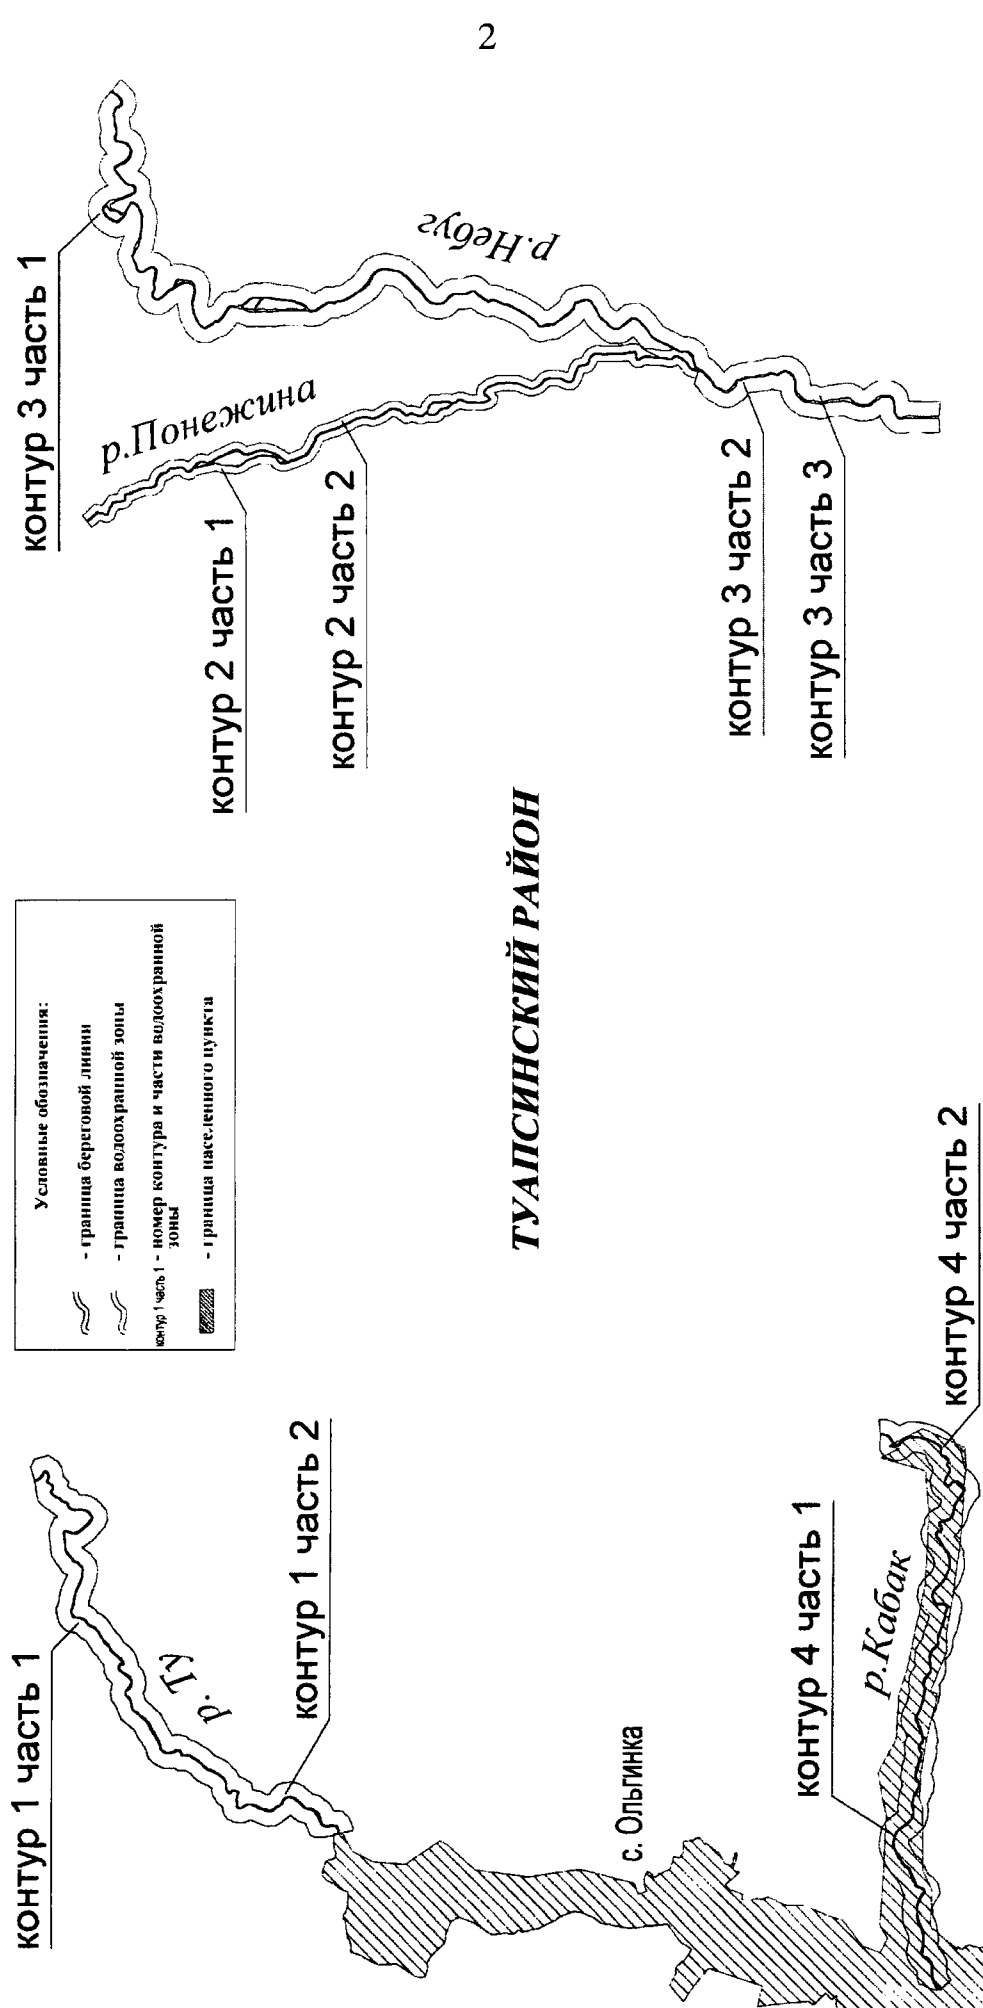 2
контур 3 часть 1
р.Небуг
р.Понежина
контур 2 часть 1
контур 2 часть 2
контур 3 часть 2
контур 3 часть 3
ТУАПСИНСКИЙ РАЙОН
Условные обозначения:
- граница береговой линии
- граница водоохранной зоны
контур 1 часть 1 - номер контура и части водоохранной
зоны
- граница населенного пункта
контур 1 часть 1
р. Ту
контур 1 часть 2
с. Ольгинка
контур 4 часть 1
р.Кабак
контур 4 часть 2